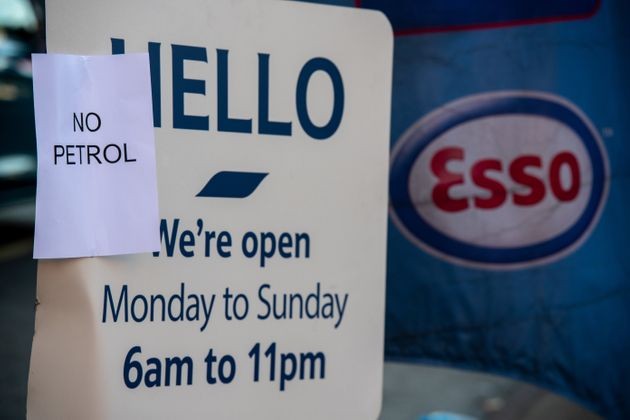 NO
PETROL
HELLO
We're open
Monday to Sunday
6am to 11pm
Esso